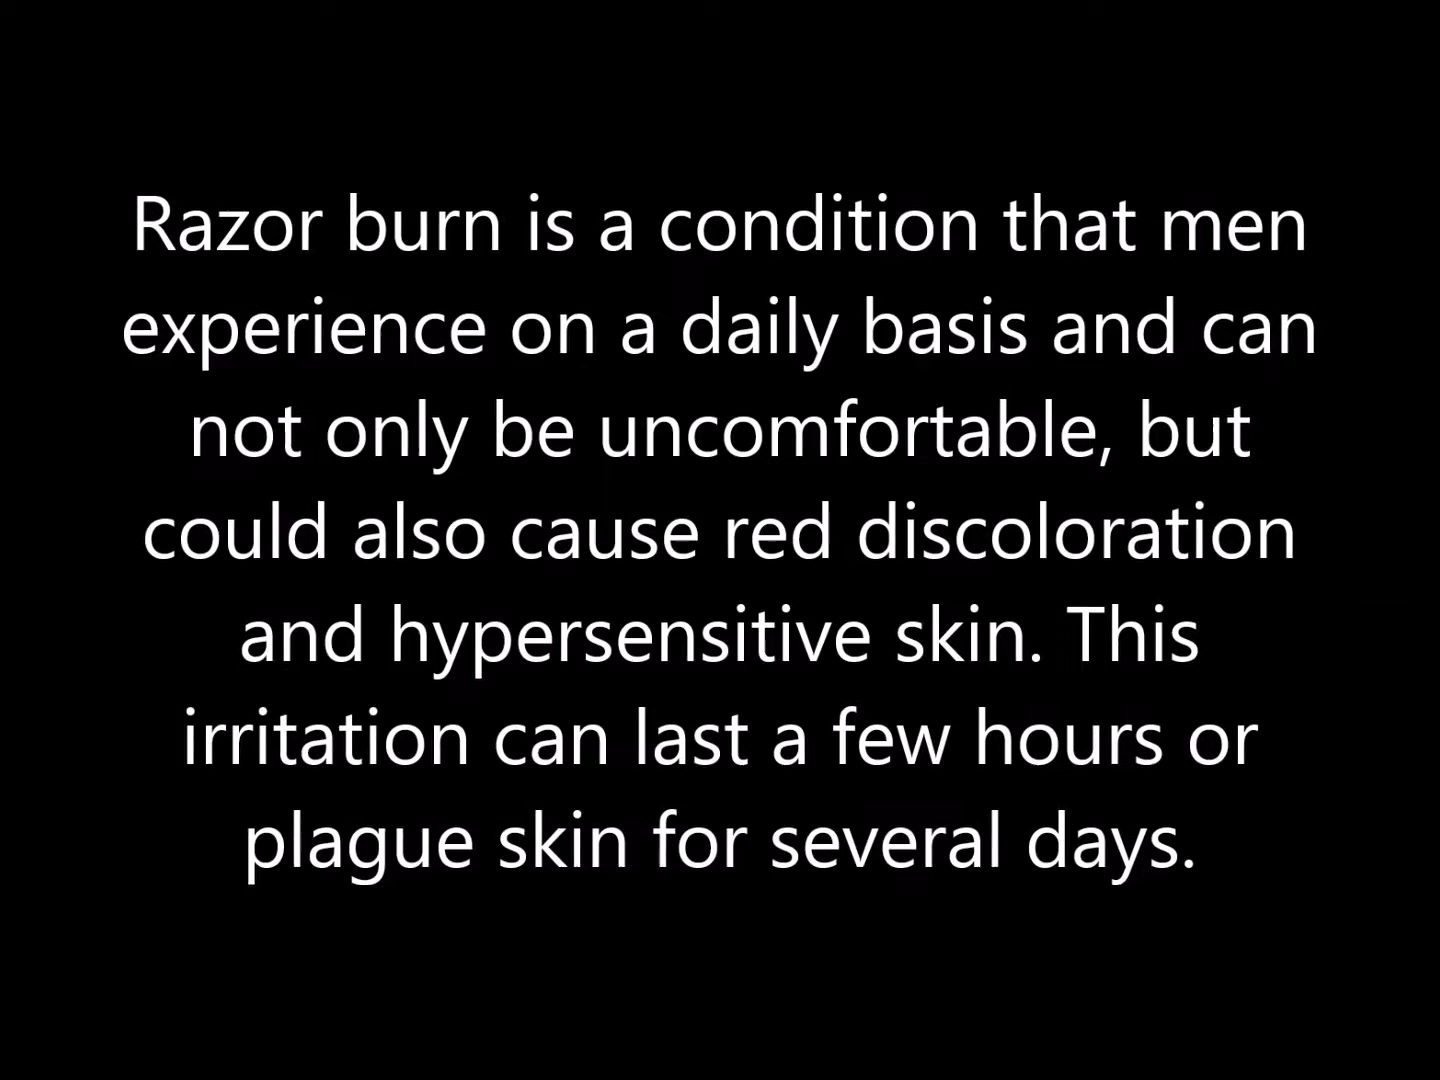 Razor burn is a condition that men
experience on a daily basis and can
not only be uncomfortable, but
could also cause red discoloration
and hypersensitive skin. This
irritation can last a few hours or
plague skin for several days.